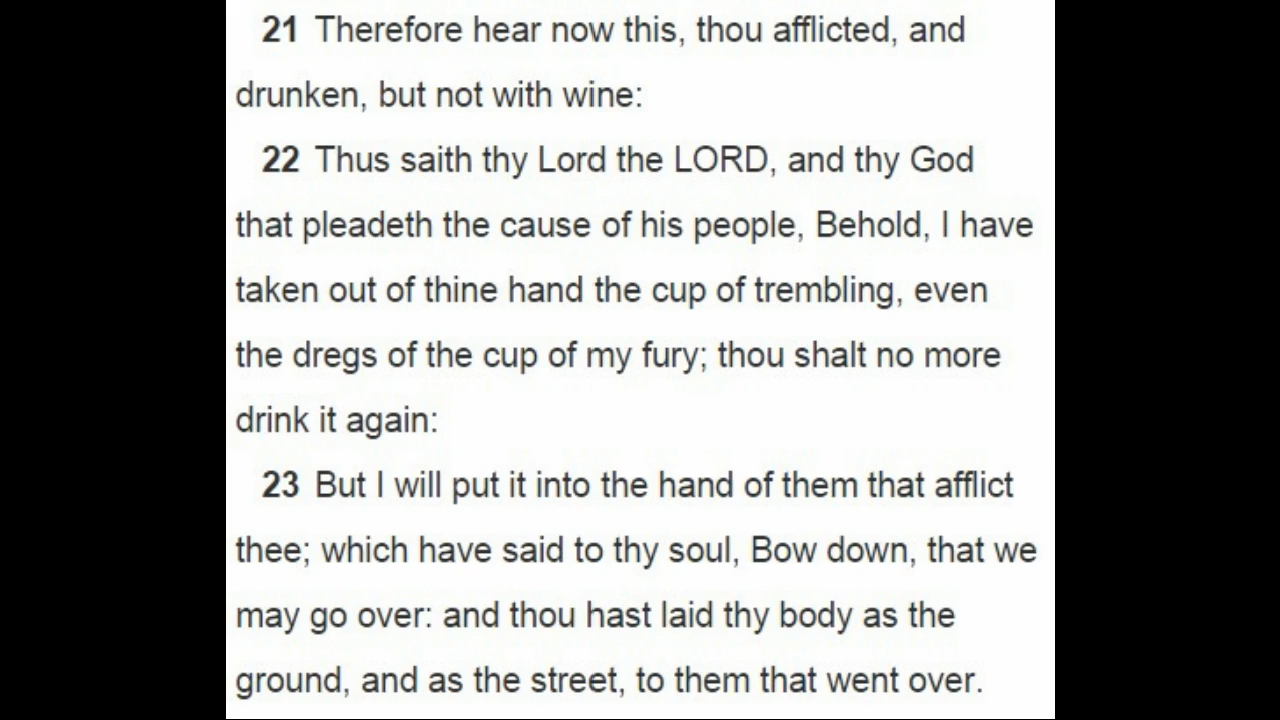 21 Therefore hear now this, thou afflicted, and
drunken, but not with wine:
22 Thus saith thy Lord the LORD, and thy God
that pleadeth the cause of his people, Behold, I have
taken out of thine hand the cup of trembling, even
the dregs of the cup of my fury; thou shalt no more
drink it again:
23 But I will put it into the hand of them that afflict
thee; which have said to thy soul, Bow down, that we
may go over: and thou hast laid thy body as the
ground, and as the street, to them that went over.